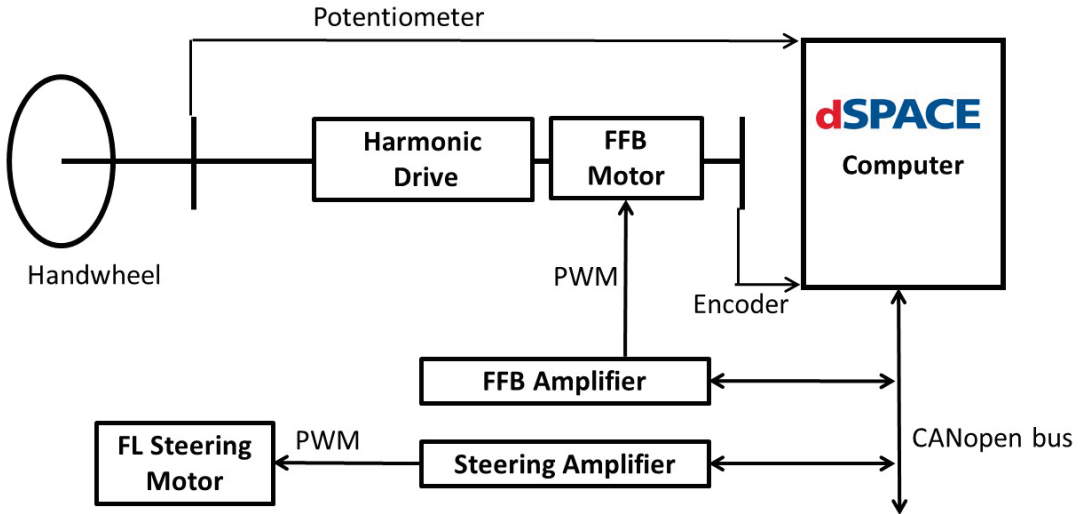 Potentiometer
dSPACE
Computer
Harmonic
Drive
FFB
Motor
Handwheel
PWM
Encoder
FFB Amplifier
CANopen bus
FL Steering
Motor
PWM
Steering Amplifier